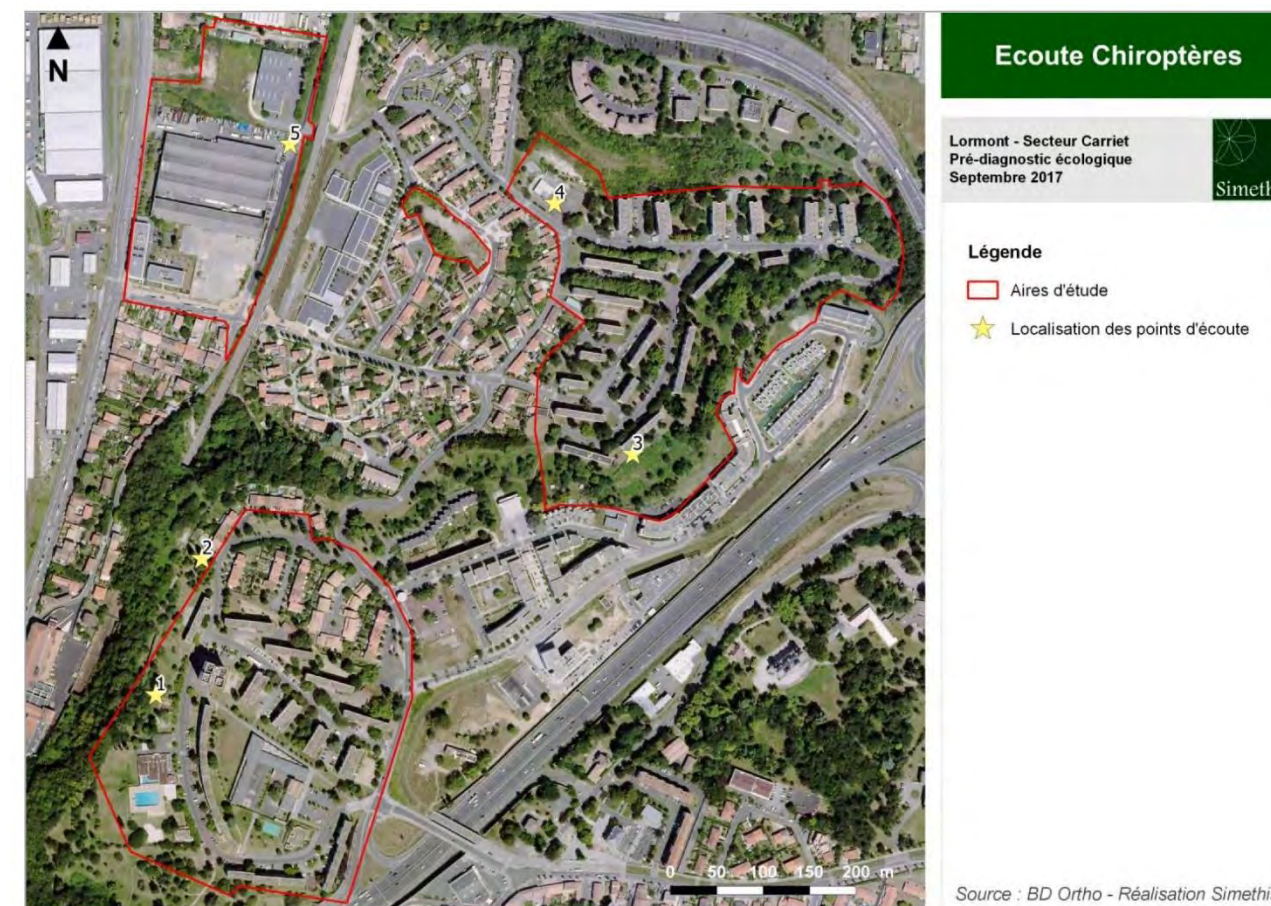 Ecoute Chiroptères
Lormont - Secteur Carriet
Pré-diagnostic écologique
Septembre 2017
Légende
Aires d'étude
Localisation des points d'écoute
N
5
4
3
2
1
0 50 100 150 200 m
Source : BD Ortho - Réalisation